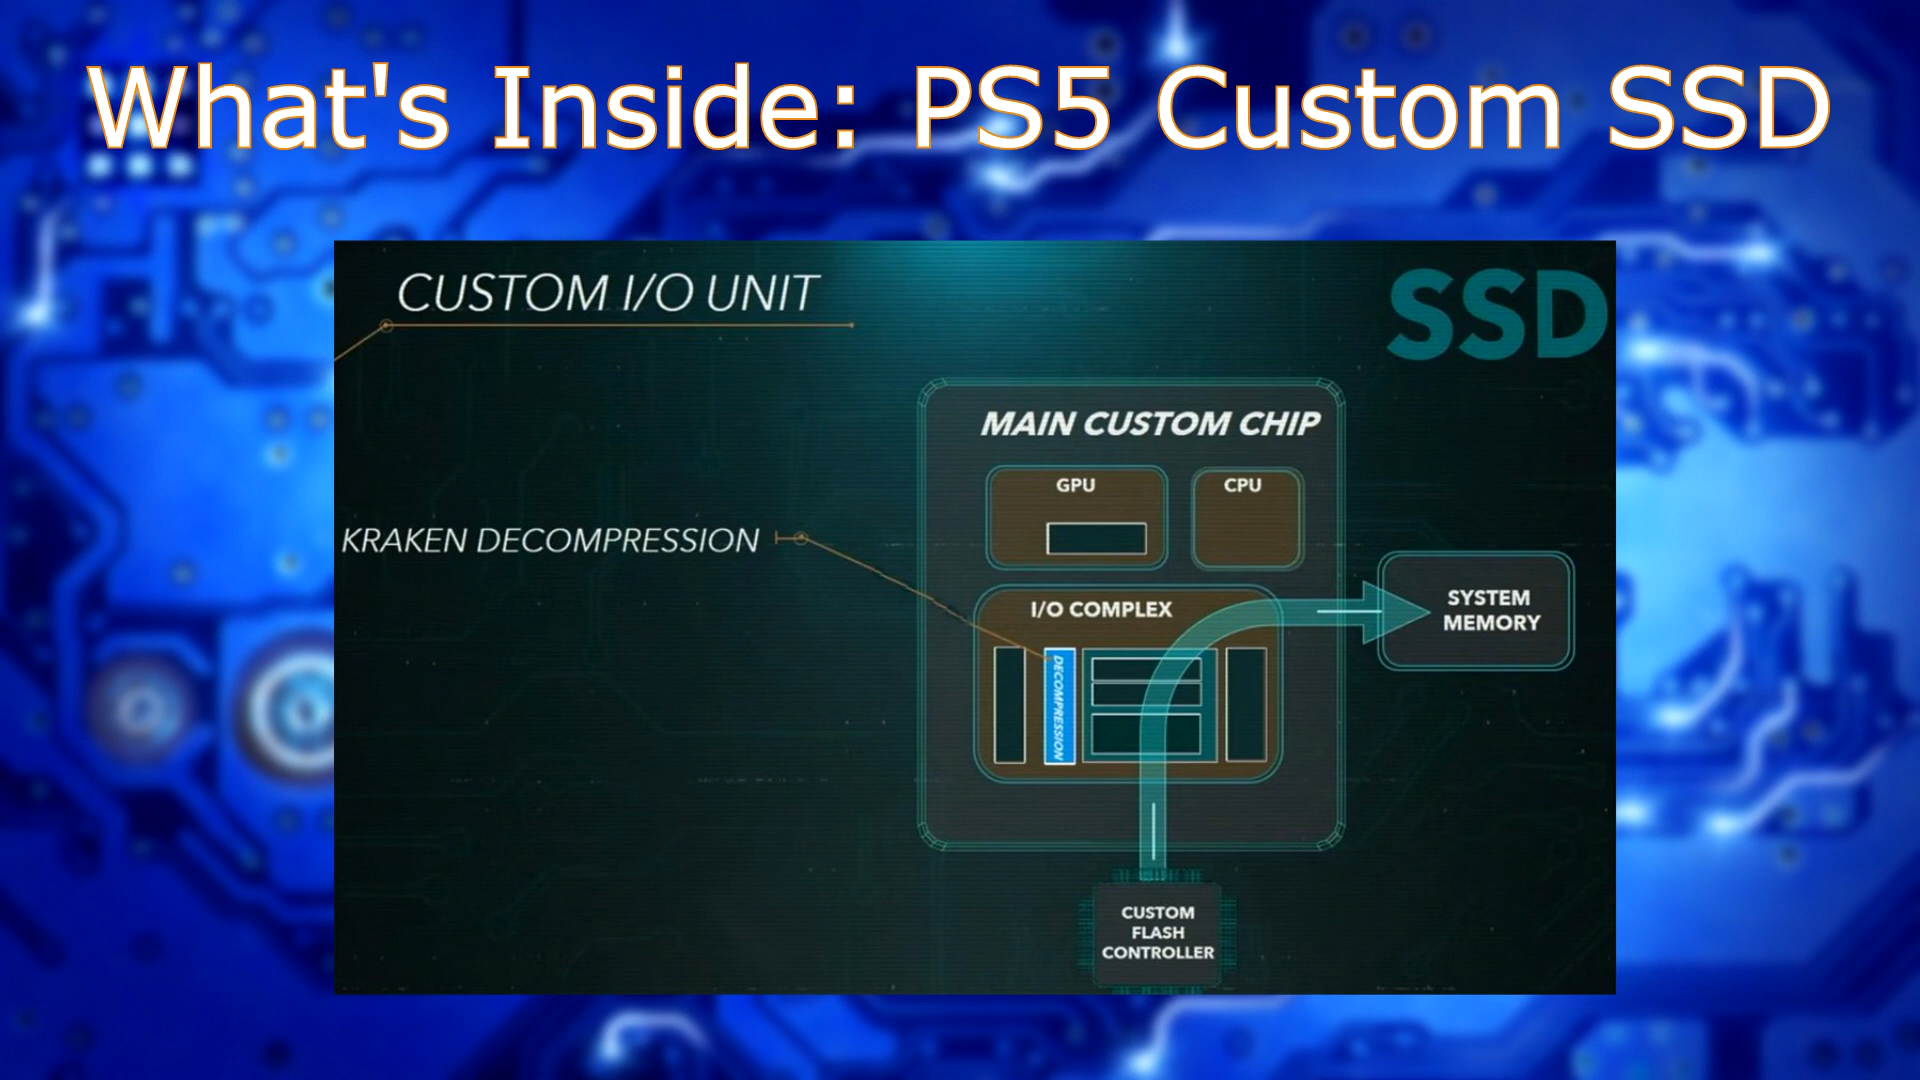 What's Inside: PS5 Custom SSD
CUSTOM I/O UNIT
SSD
MAIN CUSTOM CHIP
GPU
CPU
KRAKEN DECOMPRESSION
I/O COMPLEX
DECOMPRESSION
SYSTEM
MEMORY
CUSTOM
FLASH
CONTROLLER